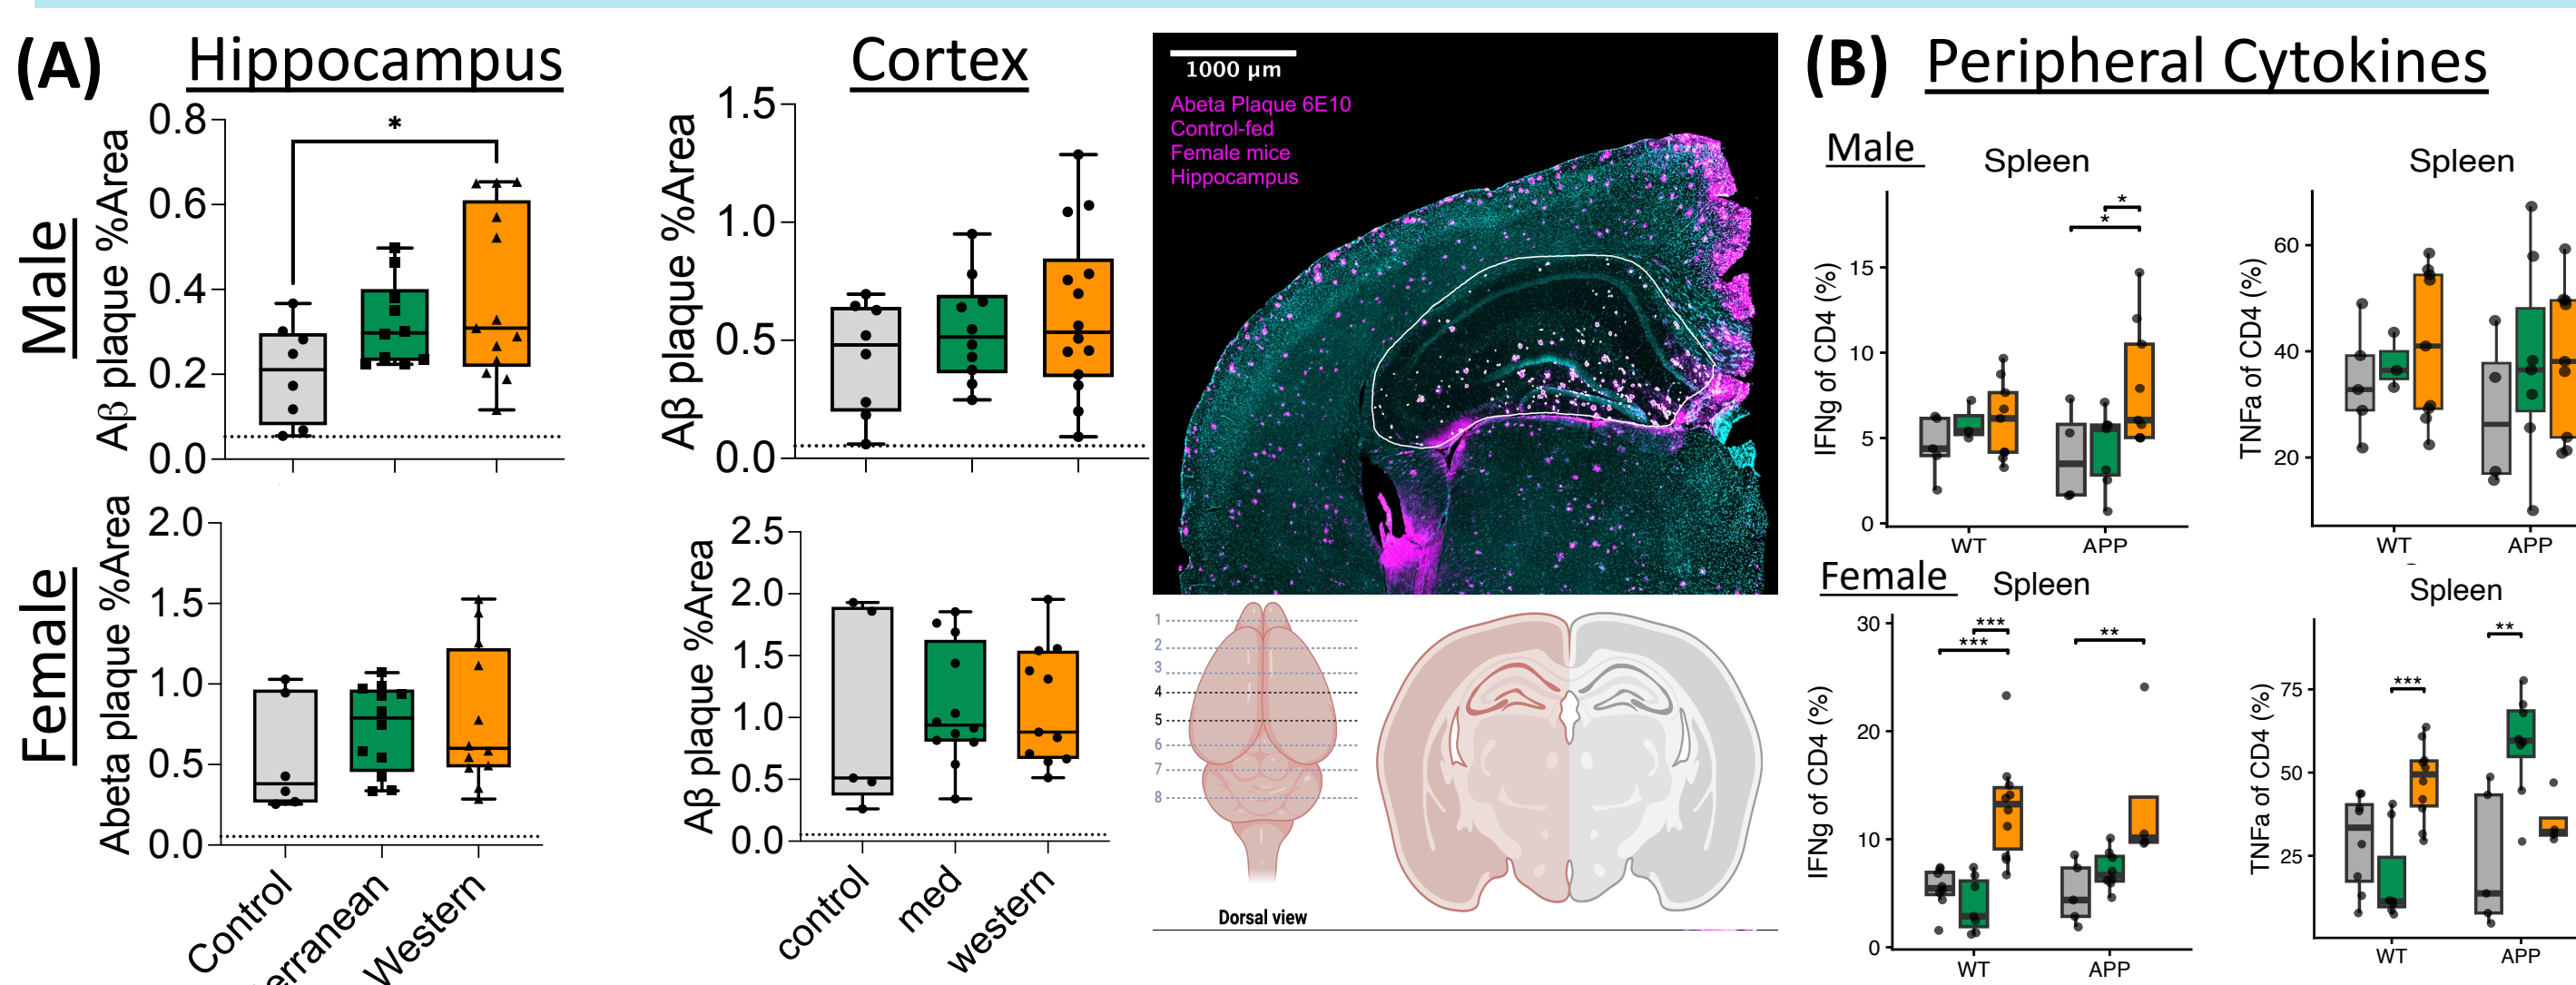 (A)
Hippocampus
Cortex
Male
Aβ plaque %Area
0.8
0.6
0.4
0.2
0.0
*
Aβ plaque %Area
1.5
1.0
0.5
0.0
Female
Abeta plaque %Area
2.0
1.5
1.0
0.5
0.0
Control
erranean
Western
Aβ plaque %Area
2.5
2.0
1.5
1.0
0.5
0.0
control
med
western
1000 µm
Abeta Plaque 6E10
Control-fed
Female mice
Hippocampus
1
2
3
4
5
6
7
8
Dorsal view
(B)
Peripheral Cytokines
Male
Spleen
IFNg of CD4 (%)
15
10
5
0
*
*
WT
APP
Spleen
TNFa of CD4 (%)
60
40
20
WT
APP
Female
Spleen
IFNg of CD4 (%)
30
20
10
0
***
***
**
WT
APP
Spleen
TNFa of CD4 (%)
75
50
25
***
**
WT
APP